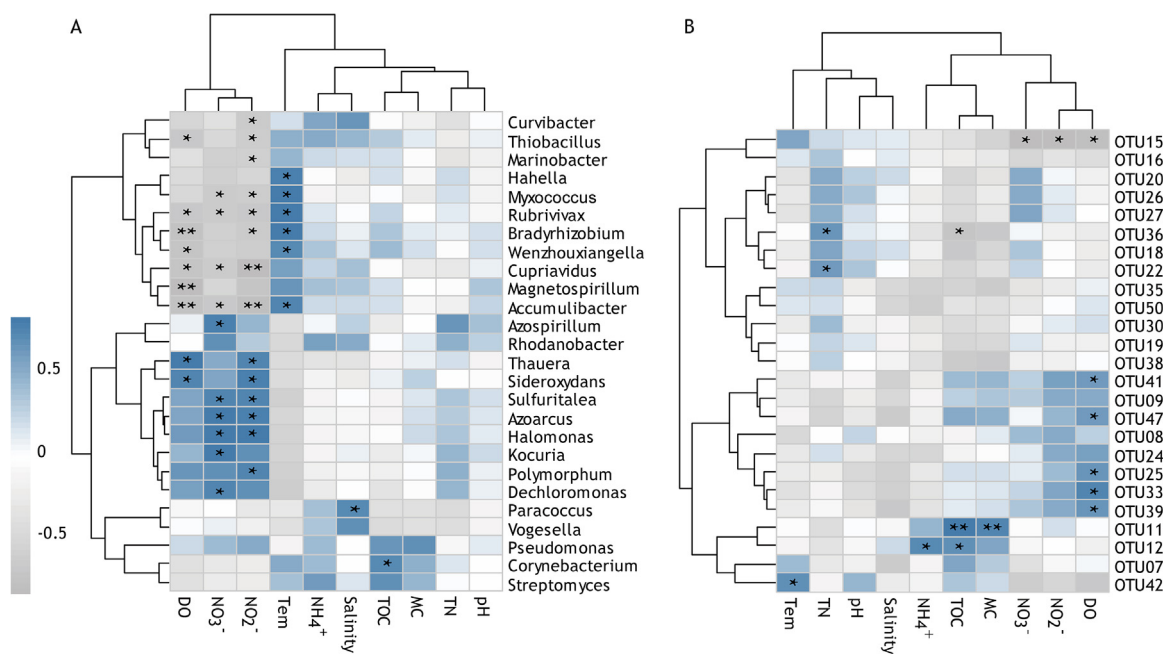 A
B
*
Curvibacter
* *
Thiobacillus
*
Marinobacter
*
Hahella
* * *
Myxococcus
* * * *
Rubrivivax
** * *
Bradyrhizobium
* *
Wenzhouxiangella
* * **
Cupriavidus
**
Magnetospirillum
** * ** *
Accumulibacter
*
Azospirillum
Rhodanobacter
* *
Thauera
* *
Sideroxydans
* *
Sulfuritalea
* *
Azoarcus
* *
Halomonas
*
Kocuria
*
Polymorphum
*
Dechloromonas
*
Paracoccus
Vogesella
Pseudomonas
*
Corynebacterium
Streptomyces
0.5
0
-0.5
DO
NO₃⁻
NO₂⁻
Tem
NH₄⁺
Salinity
TOC
MC
TN
pH
* * *
OTU15
OTU16
OTU20
OTU26
OTU27
* *
OTU36
OTU18
*
OTU22
OTU35
OTU50
OTU30
OTU19
OTU38
*
OTU41
OTU09
*
OTU47
OTU08
OTU24
*
OTU25
*
OTU33
*
OTU39
** **
OTU11
* *
OTU12
OTU07
*
OTU42
Tem
TN
pH
Salinity
NH₄⁺
TOC
MC
NO₃⁻
NO₂⁻
DO